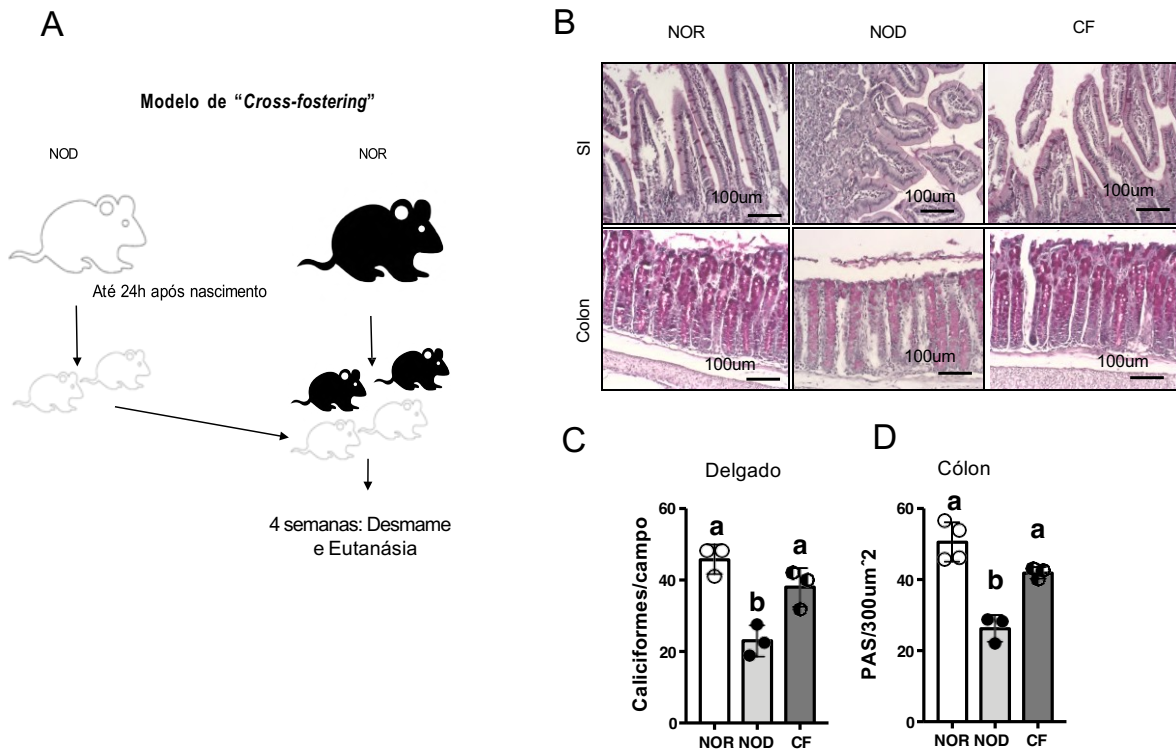 A
Modelo de “Cross-fostering”
NOD
NOR
Até 24h após nascimento
4 semanas: Desmame
e Eutanásia
B
NOR
NOD
CF
SI
100um
100um
100um
Colon
100um
100um
100um
C
Delgado
Caliciformes/campo
60
40
20
0
a
b
a
NOR NOD CF
D
Cólon
PAS/300umˆ2
60
40
20
0
a
b
a
NOR NOD CF